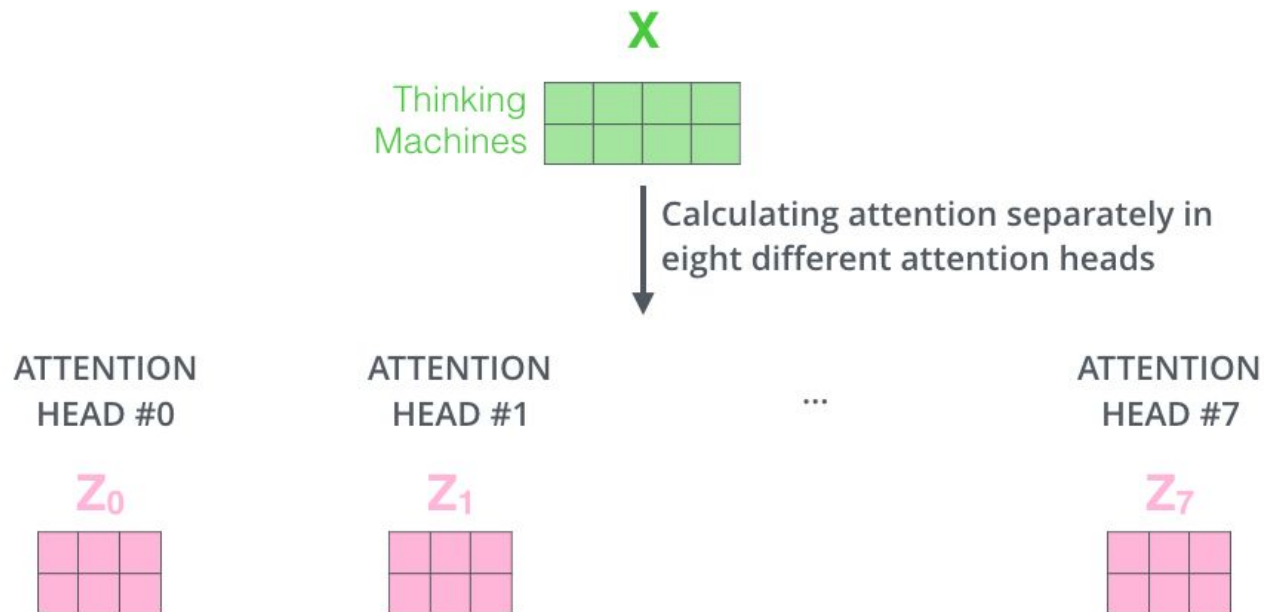 X
Thinking
Machines
Calculating attention separately in
eight different attention heads
ATTENTION
HEAD #0
ATTENTION
HEAD #1
...
ATTENTION
HEAD #7
Z₀
Z₁
Z₇